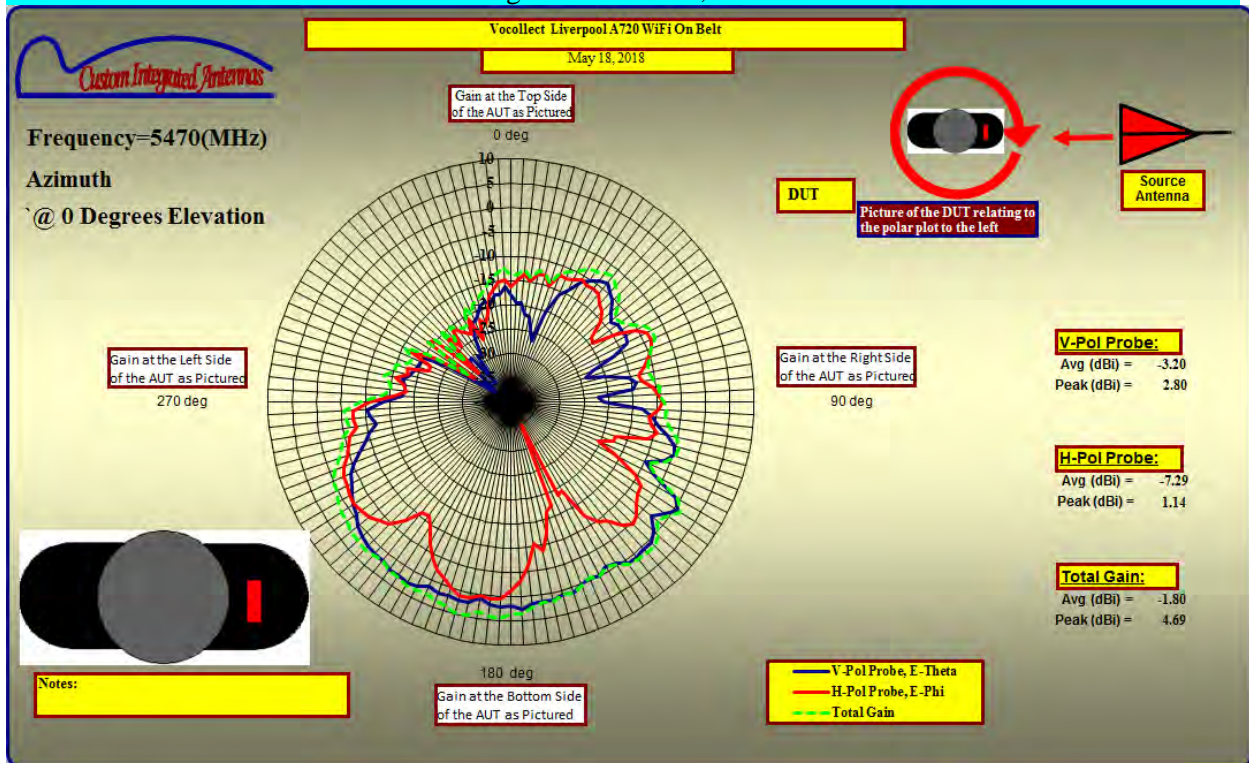 Vocollect Liverpool A720 WiFi On Belt
May 18, 2018
Custom Integrated Antennas
Gain at the Top Side
of the AUT as Pictured
0 deg
Frequency=5470(MHz)
Azimuth
`@ 0 Degrees Elevation
DUT
Source
Antenna
Picture of the DUT relating to
the polar plot to the left
10
5
0
-5
-10
-15
Gain at the Left Side
of the AUT as Pictured
270 deg
Gain at the Right Side
of the AUT as Pictured
90 deg
V-Pol Probe:
Avg (dBi) = -3.20
Peak (dBi) = 2.80
H-Pol Probe:
Avg (dBi) = -7.29
Peak (dBi) = 1.14
Total Gain:
Avg (dBi) = -1.80
Peak (dBi) = 4.69
180 deg
Gain at the Bottom Side
of the AUT as Pictured
Notes:
V-Pol Probe, E-Theta
H-Pol Probe, E-Phi
Total Gain